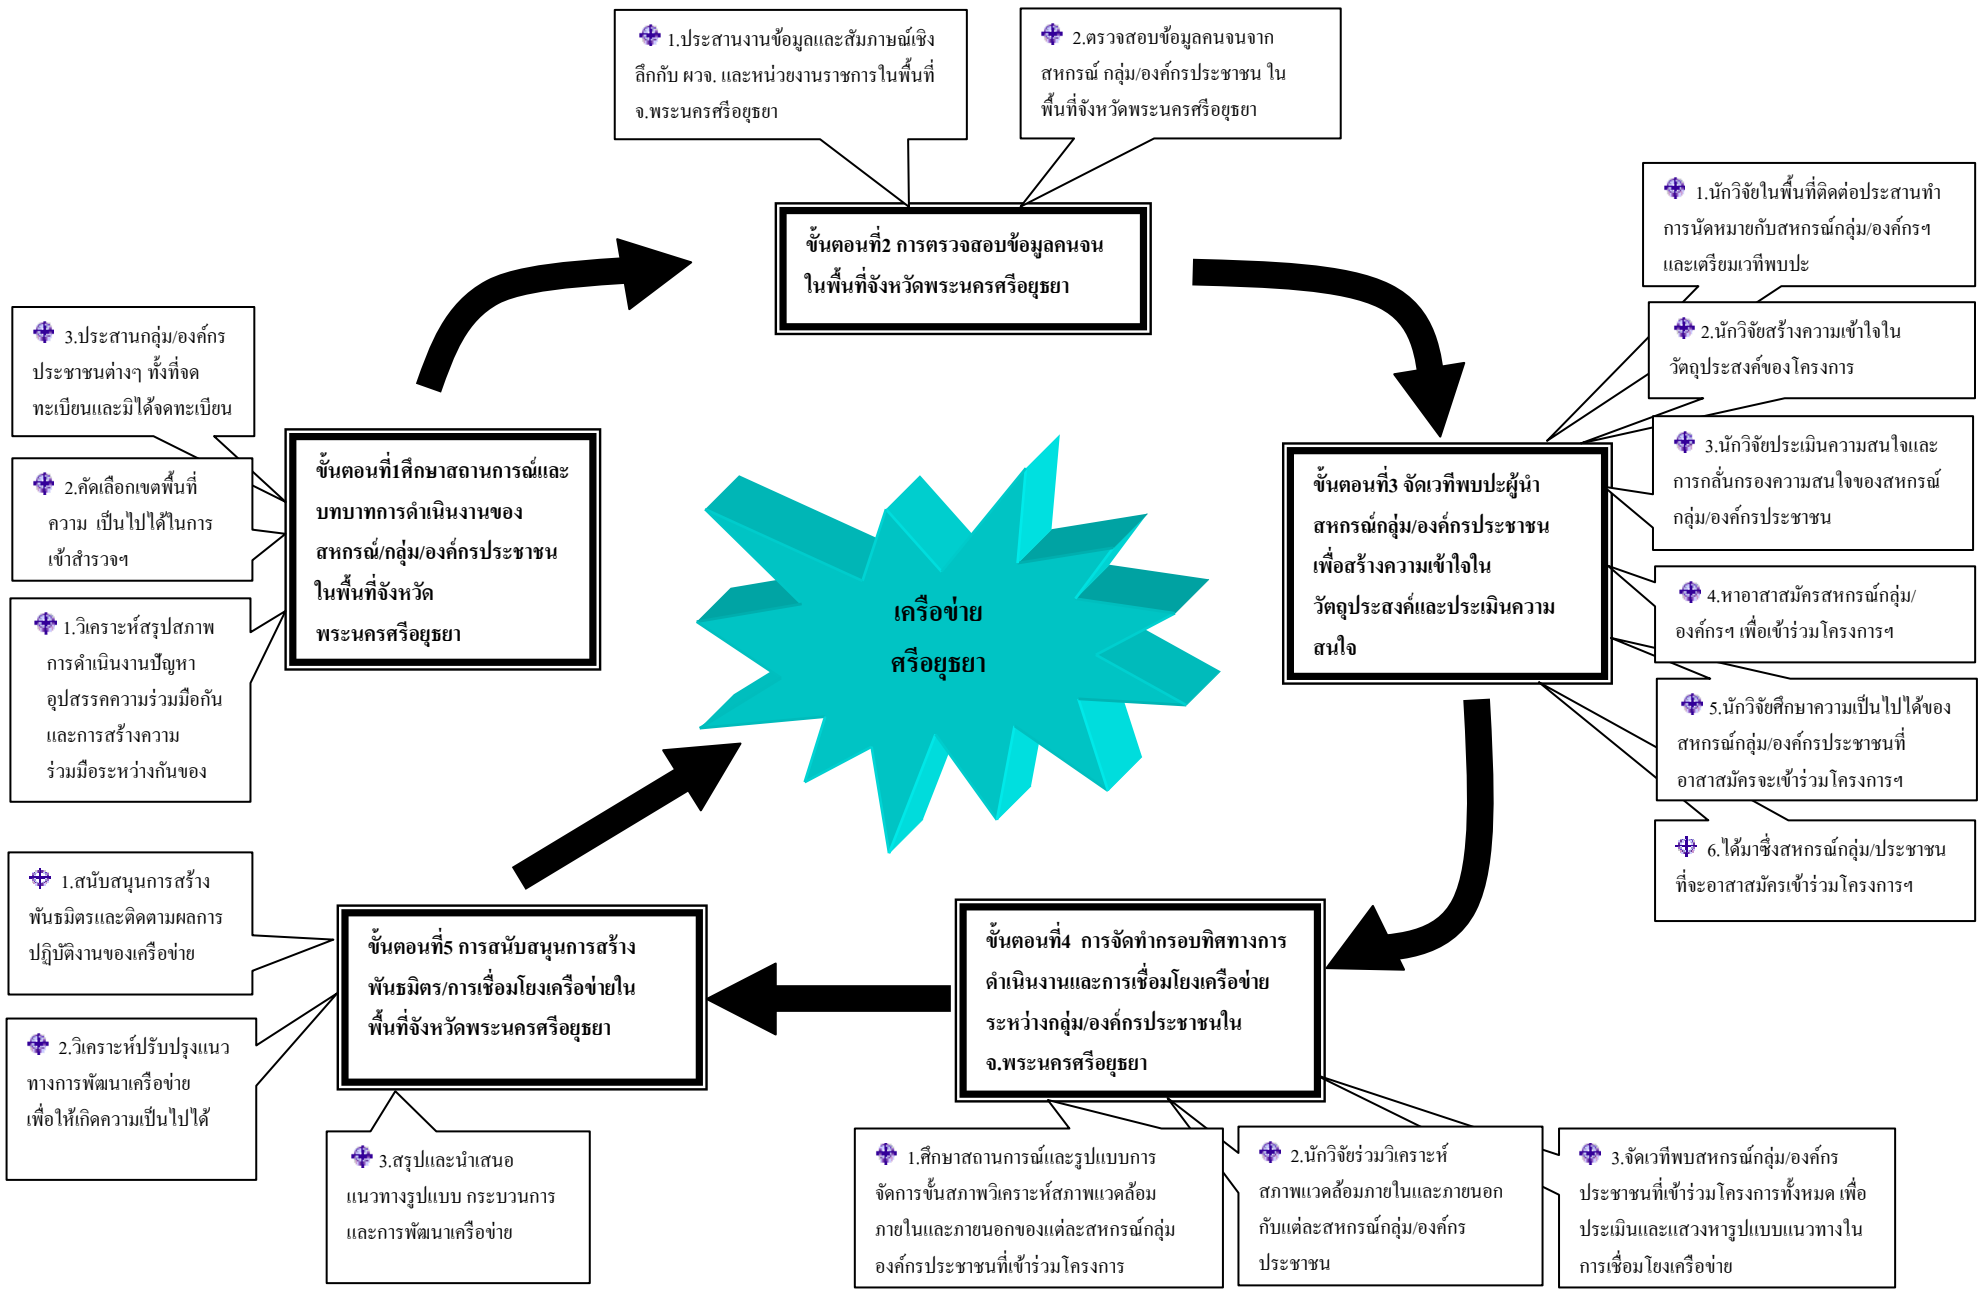 1.ประสานงานข้อมูลและสัมภาษณ์เชิง
ลึกกับ ผวจ. และหน่วยงานราชการในพื้นที่
จ.พระนครศรีอยุธยา
2.ตรวจสอบข้อมูลคนจนจาก
สหกรณ์ กลุ่ม/องค์กรประชาชน ใน
พื้นที่จังหวัดพระนครศรีอยุธยา
ขั้นตอนที่2 การตรวจสอบข้อมูลคนจน
ในพื้นที่จังหวัดพระนครศรีอยุธยา
1.นักวิจัยในพื้นที่ติดต่อประสานทำ
การนัดหมายกับสหกรณ์กลุ่ม/องค์กรฯ
และเตรียมเวทีพบปะ
2.นักวิจัยสร้างความเข้าใจใน
วัตถุประสงค์ของโครงการ
3.นักวิจัยประเมินความสนใจและ
การกลั่นกรองความสนใจของสหกรณ์
กลุ่ม/องค์กรประชาชน
4.หาอาสาสมัครสหกรณ์กลุ่ม/
องค์กรฯ เพื่อเข้าร่วมโครงการฯ
5.นักวิจัยศึกษาความเป็นไปได้ของ
สหกรณ์กลุ่ม/องค์กรประชาชนที่
อาสาสมัครจะเข้าร่วมโครงการฯ
6.ได้มาซึ่งสหกรณ์กลุ่ม/ประชาชน
ที่จะอาสาสมัครเข้าร่วมโครงการฯ
ขั้นตอนที่3 จัดเวทีพบปะผู้นำ
สหกรณ์กลุ่ม/องค์กรประชาชน
เพื่อสร้างความเข้าใจใน
วัตถุประสงค์และประเมินความ
สนใจ
3.ประสานกลุ่ม/องค์กร
ประชาชนต่างๆ ทั้งที่จด
ทะเบียนและมิได้จดทะเบียน
2.คัดเลือกเขตพื้นที่
ความ เป็นไปได้ในการ
เข้าสำรวจฯ
1.วิเคราะห์สรุปสภาพ
การดำเนินงานปัญหา
อุปสรรคความร่วมมือกัน
และการสร้างความ
ร่วมมือระหว่างกันของ
ขั้นตอนที่1ศึกษาสถานการณ์และ
บทบาทการดำเนินงานของ
สหกรณ์/กลุ่ม/องค์กรประชาชน
ในพื้นที่จังหวัด
พระนครศรีอยุธยา
เครือข่าย
ศรีอยุธยา
1.สนับสนุนการสร้าง
พันธมิตรและติดตามผลการ
ปฏิบัติงานของเครือข่าย
2.วิเคราะห์ปรับปรุงแนว
ทางการพัฒนาเครือข่าย
เพื่อให้เกิดความเป็นไปได้
3.สรุปและนำเสนอ
แนวทางรูปแบบ กระบวนการ
และการพัฒนาเครือข่าย
ขั้นตอนที่5 การสนับสนุนการสร้าง
พันธมิตร/การเชื่อมโยงเครือข่ายใน
พื้นที่จังหวัดพระนครศรีอยุธยา
ขั้นตอนที่4 การจัดทำกรอบทิศทางการ
ดำเนินงานและการเชื่อมโยงเครือข่าย
ระหว่างกลุ่ม/องค์กรประชาชนใน
จ.พระนครศรีอยุธยา
1.ศึกษาสถานการณ์และรูปแบบการ
จัดการขั้นสภาพวิเคราะห์สภาพแวดล้อม
ภายในและภายนอกของแต่ละสหกรณ์กลุ่ม
องค์กรประชาชนที่เข้าร่วมโครงการ
2.นักวิจัยร่วมวิเคราะห์
สภาพแวดล้อมภายในและภายนอก
กับแต่ละสหกรณ์กลุ่ม/องค์กร
ประชาชน
3.จัดเวทีพบสหกรณ์กลุ่ม/องค์กร
ประชาชนที่เข้าร่วมโครงการทั้งหมด เพื่อ
ประเมินและแสวงหารูปแบบแนวทางใน
การเชื่อมโยงเครือข่าย